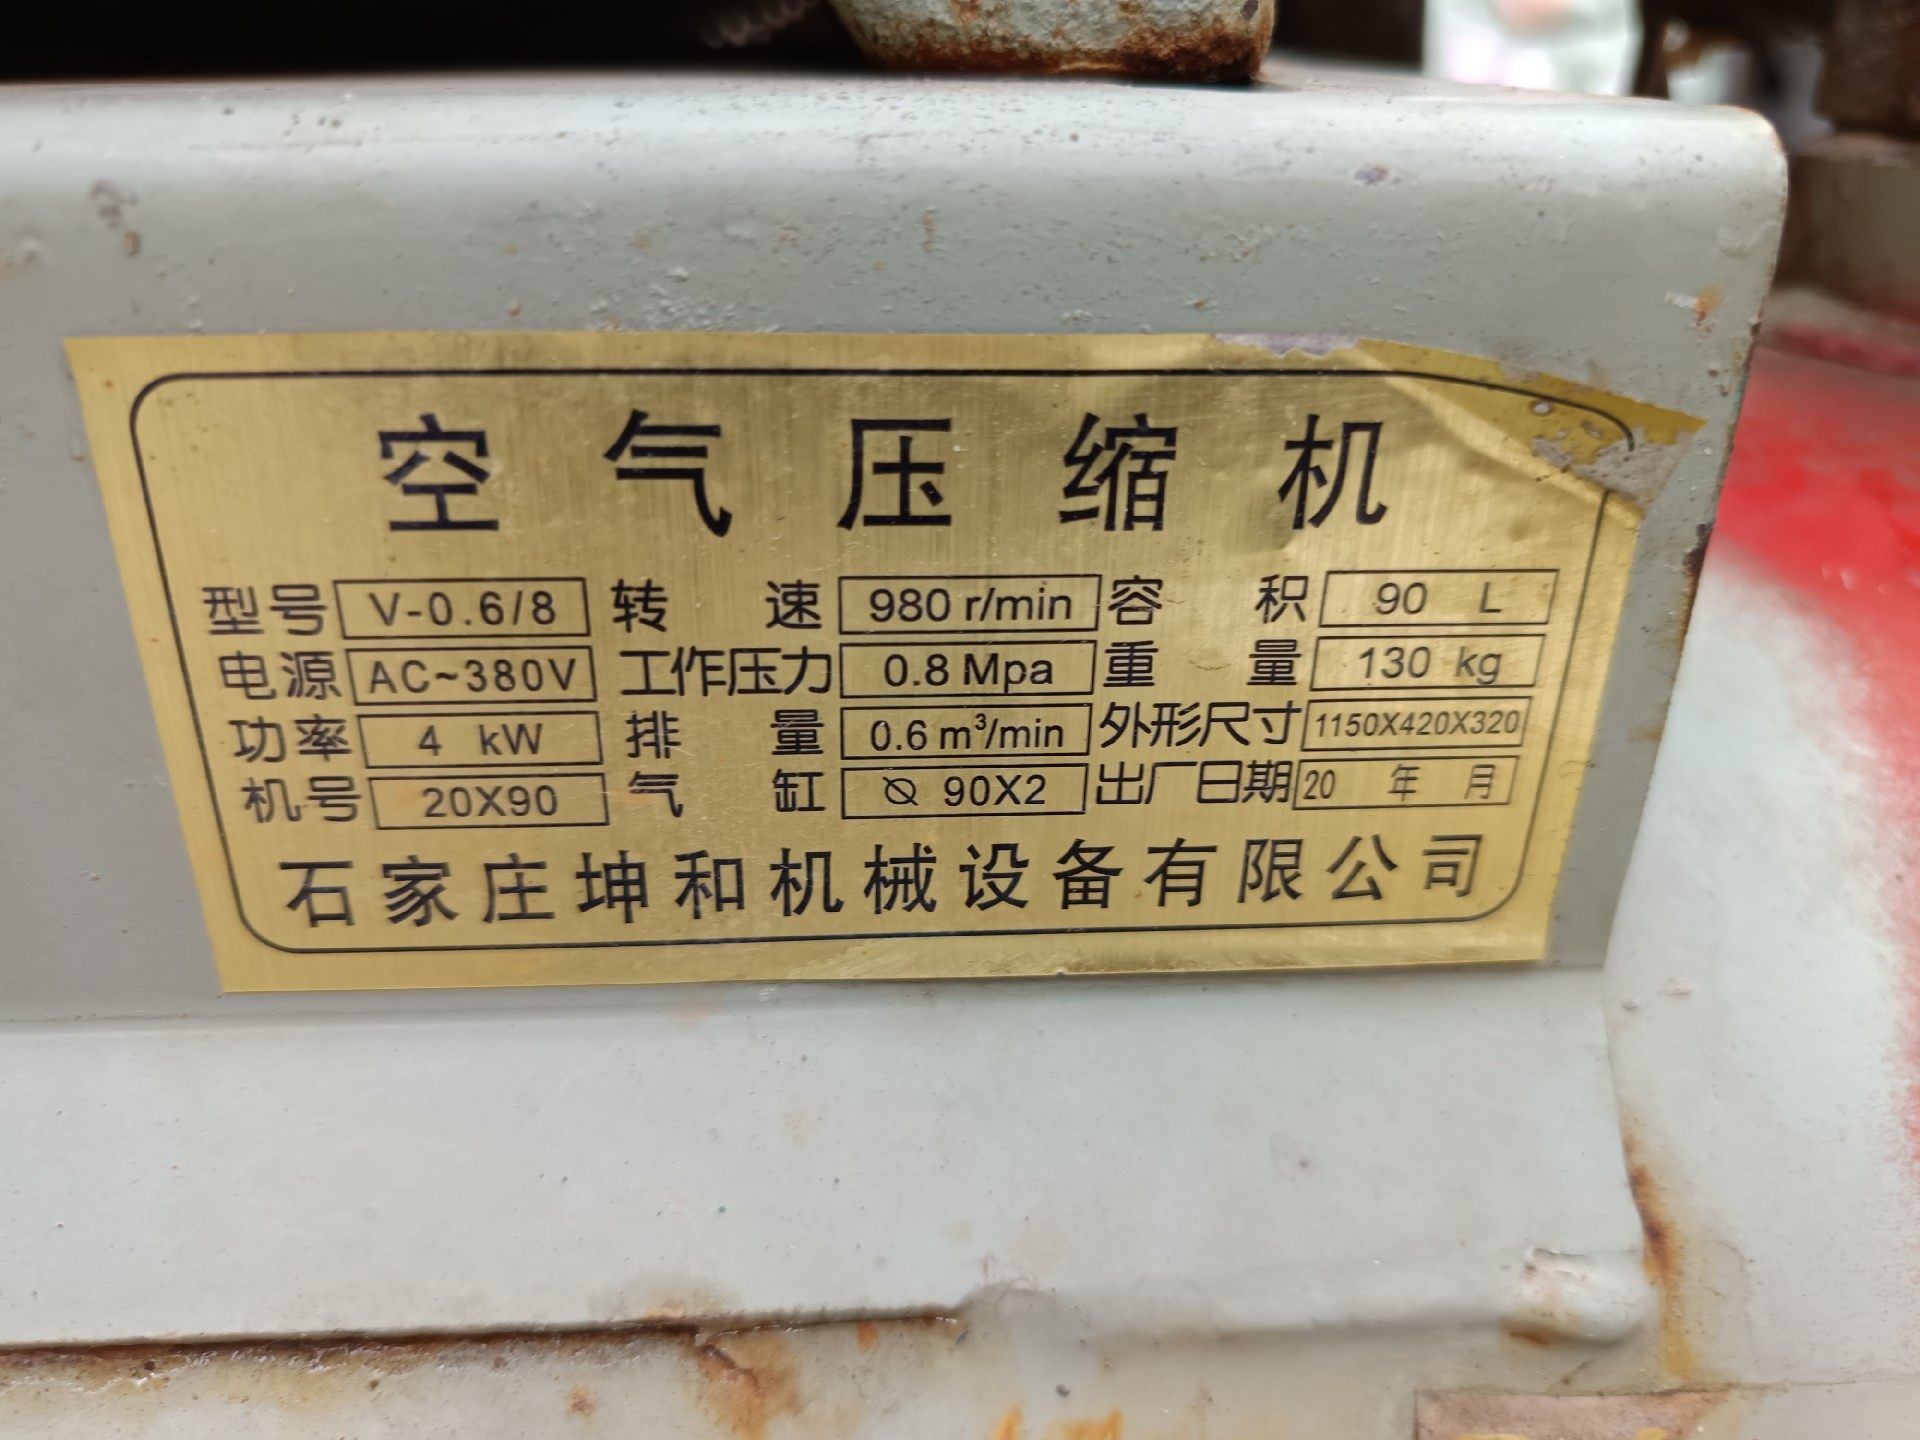 空气压缩机
型号 V-0.6/8 转速 980 r/min 容积 90 L
电源 AC~380V 工作压力 0.8 Mpa 重量 130 kg
功率 4 kW 排量 0.6 m³/min 外形尺寸 1150X420X320
机号 20X90 气缸 Ø 90X2 出厂日期 20 年 月
石家庄坤和机械设备有限公司